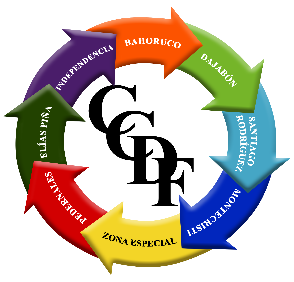 BAHORUCO
DAJABÓN
SANTIAGO
RODRÍGUEZ
MONTECRISTI
ZONA ESPECIAL
PEDERNALES
ELÍAS PIÑA
INDEPENDENCIA
CCDF